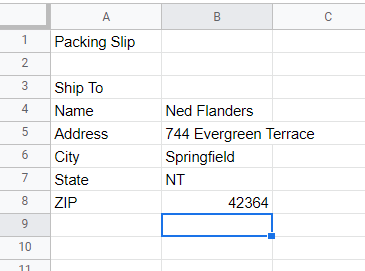 A B C
1 Packing Slip
2
3 Ship To
4 Name Ned Flanders
5 Address 744 Evergreen Terrace
6 City Springfield
7 State NT
8 ZIP 42364
9
10
11